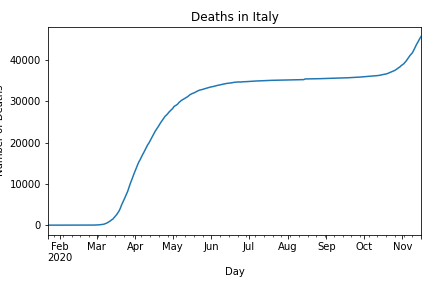 Deaths in Italy
Number of Deaths
40000
30000
20000
10000
0
Feb Mar Apr May Jun Jul Aug Sep Oct Nov
2020
Day